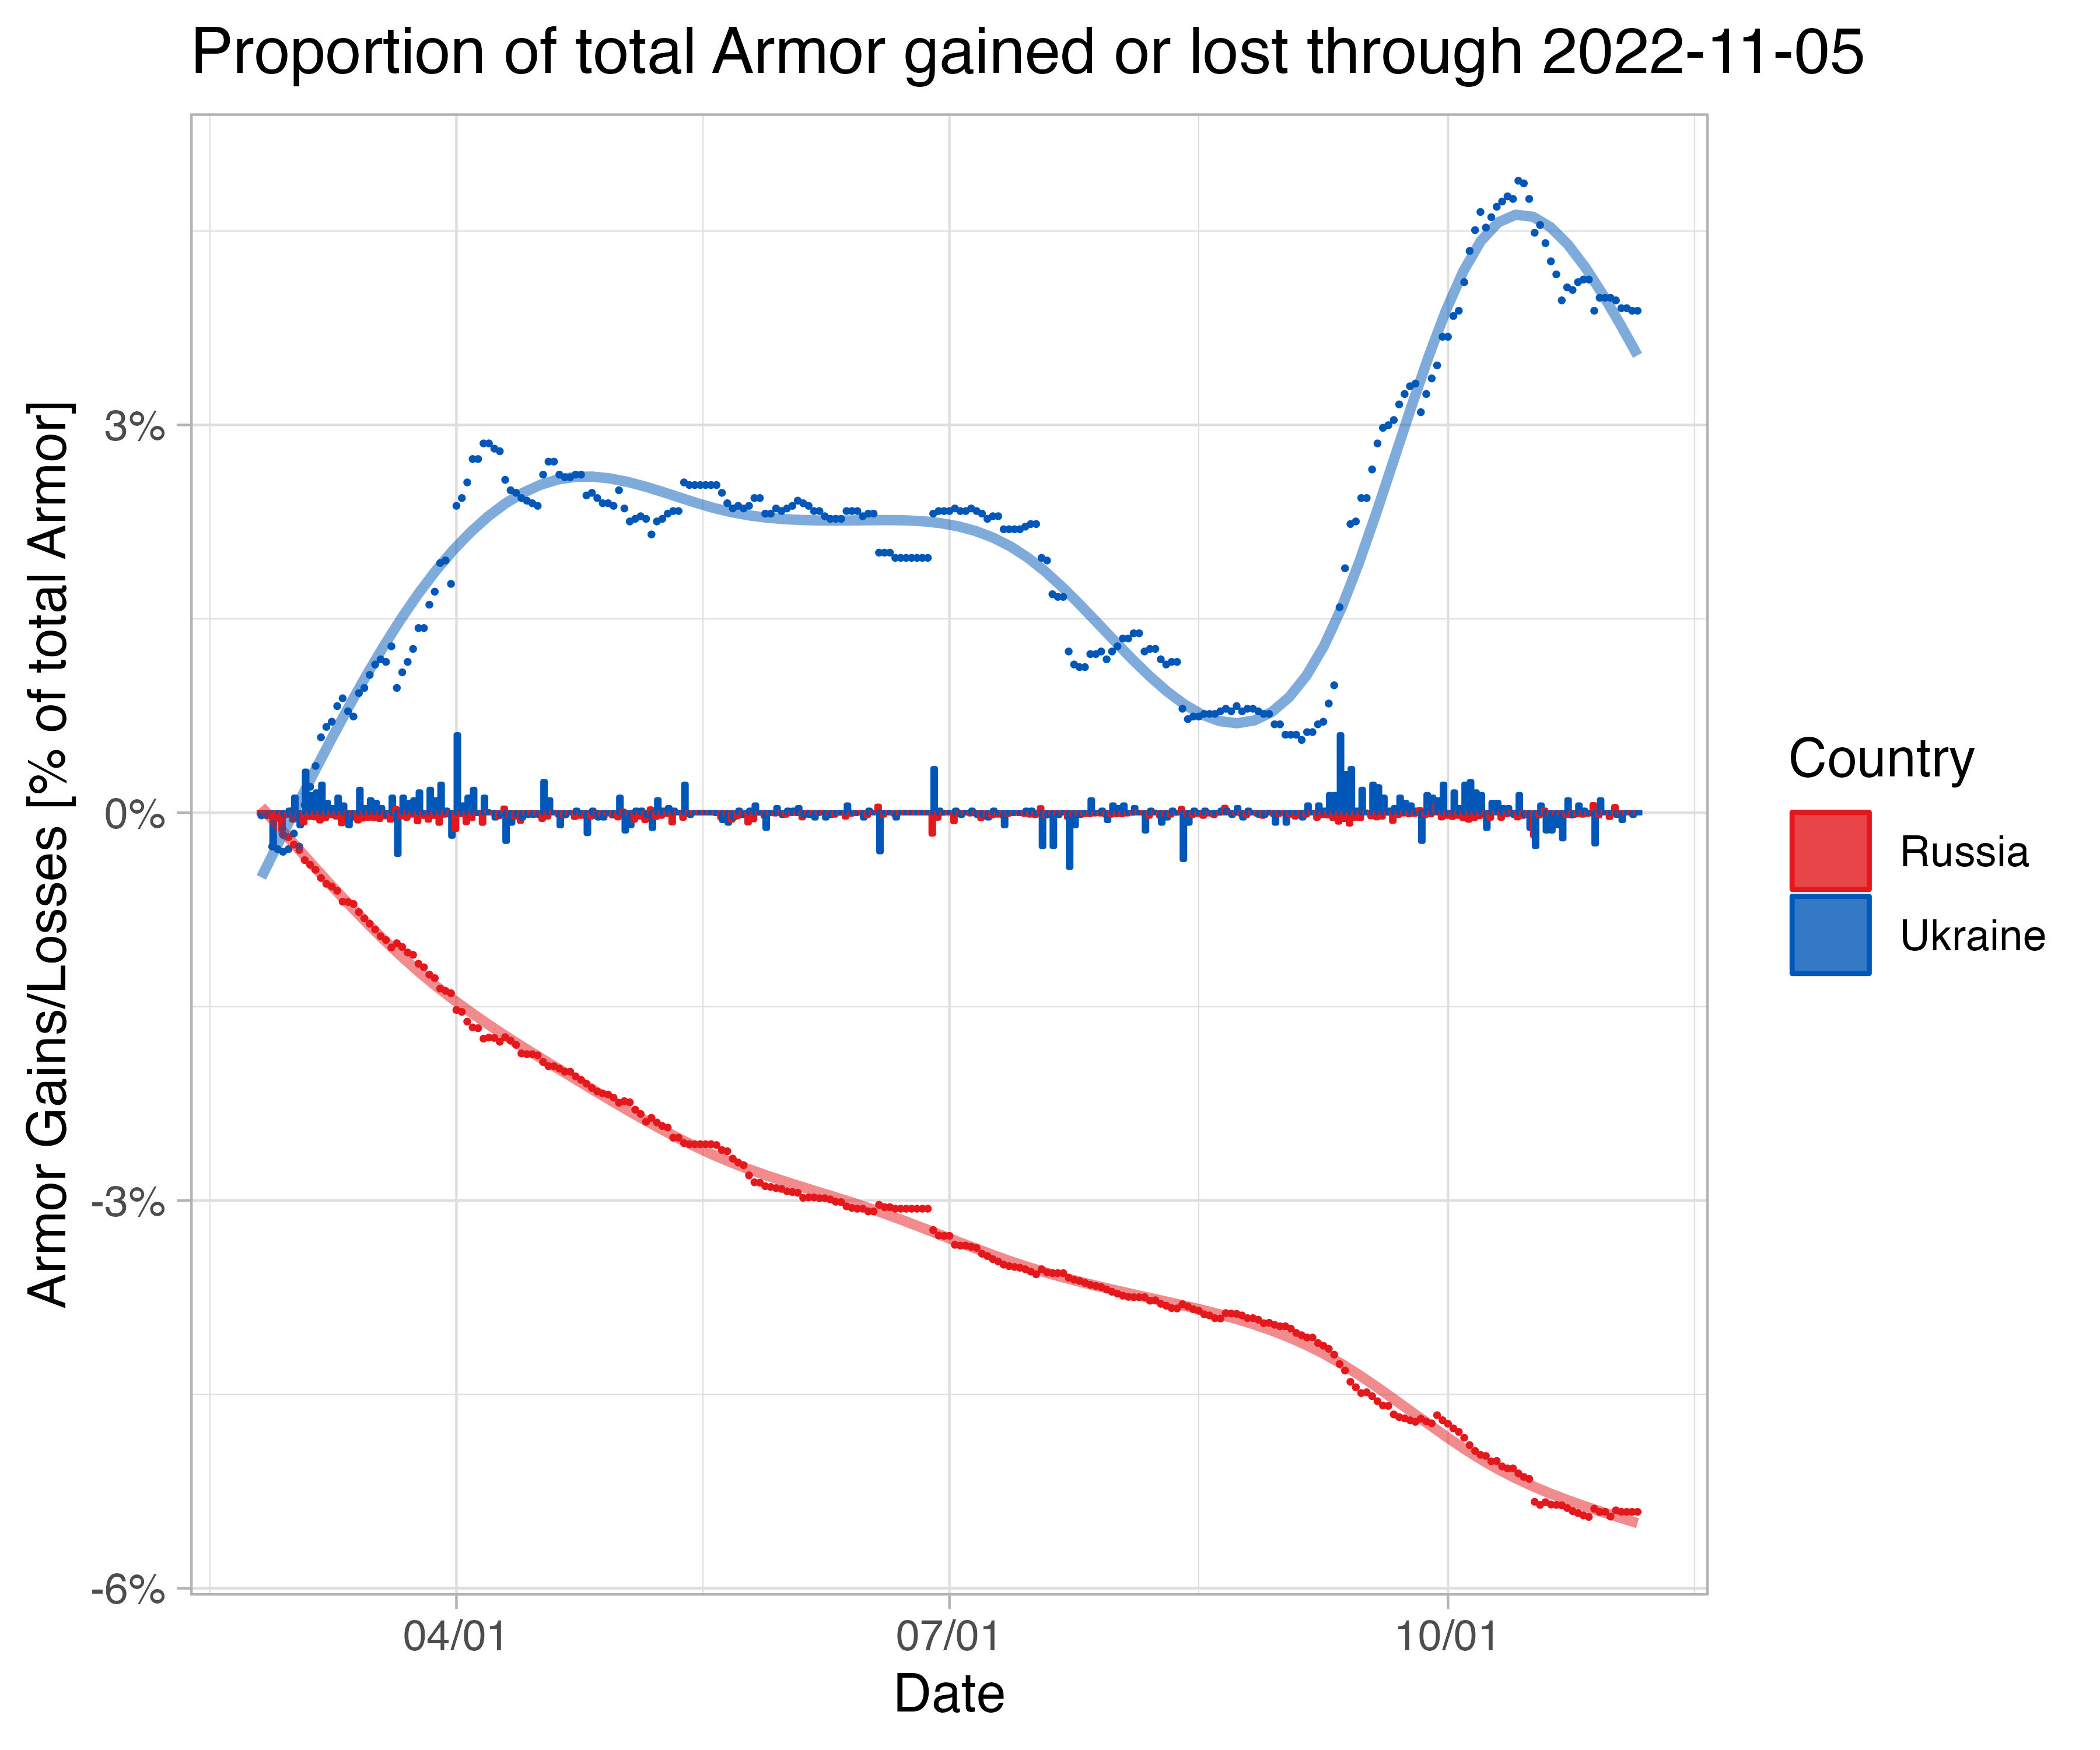 Proportion of total Armor gained or lost through 2022-11-05
Armor Gains/Losses [% of total Armor]
3%
0%
-3%
-6%
04/01
07/01
10/01
Date
Country
Russia
Ukraine